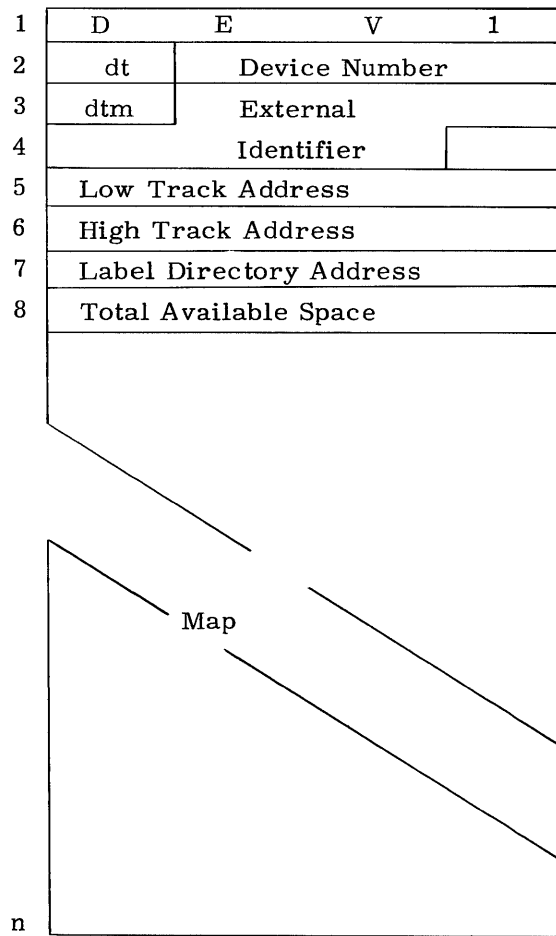 1 D E V 1
2 dt Device Number
3 dtm External
4 Identifier
5 Low Track Address
6 High Track Address
7 Label Directory Address
8 Total Available Space
Map
n